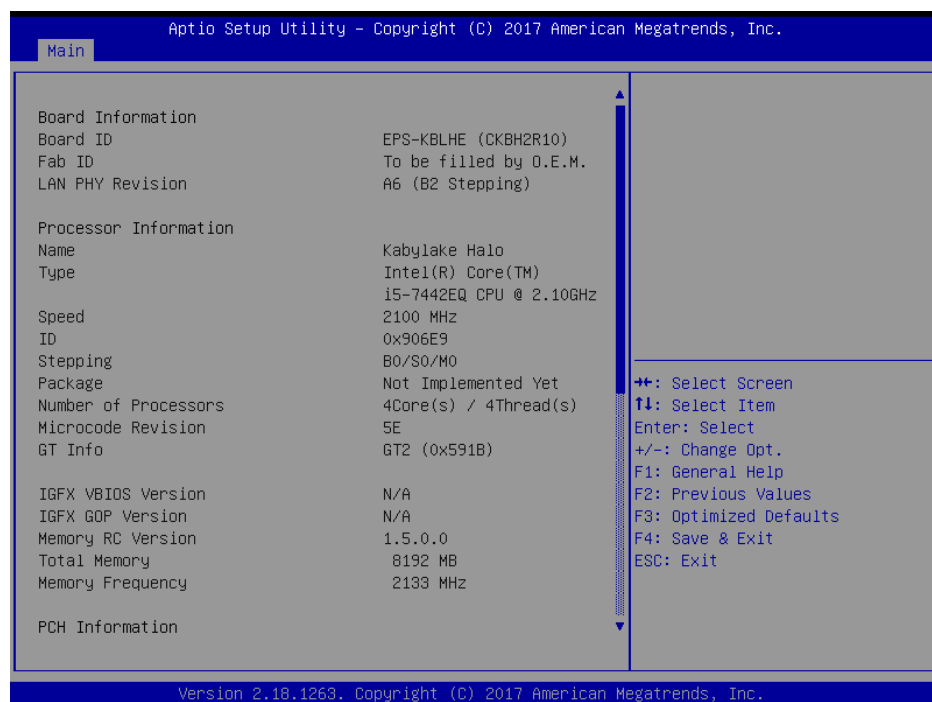 Aptio Setup Utility – Copyright (C) 2017 American Megatrends, Inc.
Main
Board Information
Board ID EPS-KBLHE (CKBH2R10)
Fab ID To be filled by O.E.M.
LAN PHY Revision A6 (B2 Stepping)
Processor Information
Name Kabylake Halo
Type Intel(R) Core(TM)
i5-7442EQ CPU @ 2.10GHz
Speed 2100 MHz
ID 0x906E9
Stepping B0/S0/M0
Package Not Implemented Yet
Number of Processors 4Core(s) / 4Thread(s)
Microcode Revision 5E
GT Info GT2 (0x591B)
IGFX VBIOS Version N/A
IGFX GOP Version N/A
Memory RC Version 1.5.0.0
Total Memory 8192 MB
Memory Frequency 2133 MHz
PCH Information
→←: Select Screen
↑↓: Select Item
Enter: Select
+/-: Change Opt.
F1: General Help
F2: Previous Values
F3: Optimized Defaults
F4: Save & Exit
ESC: Exit
Version 2.18.1263. Copyright (C) 2017 American Megatrends, Inc.